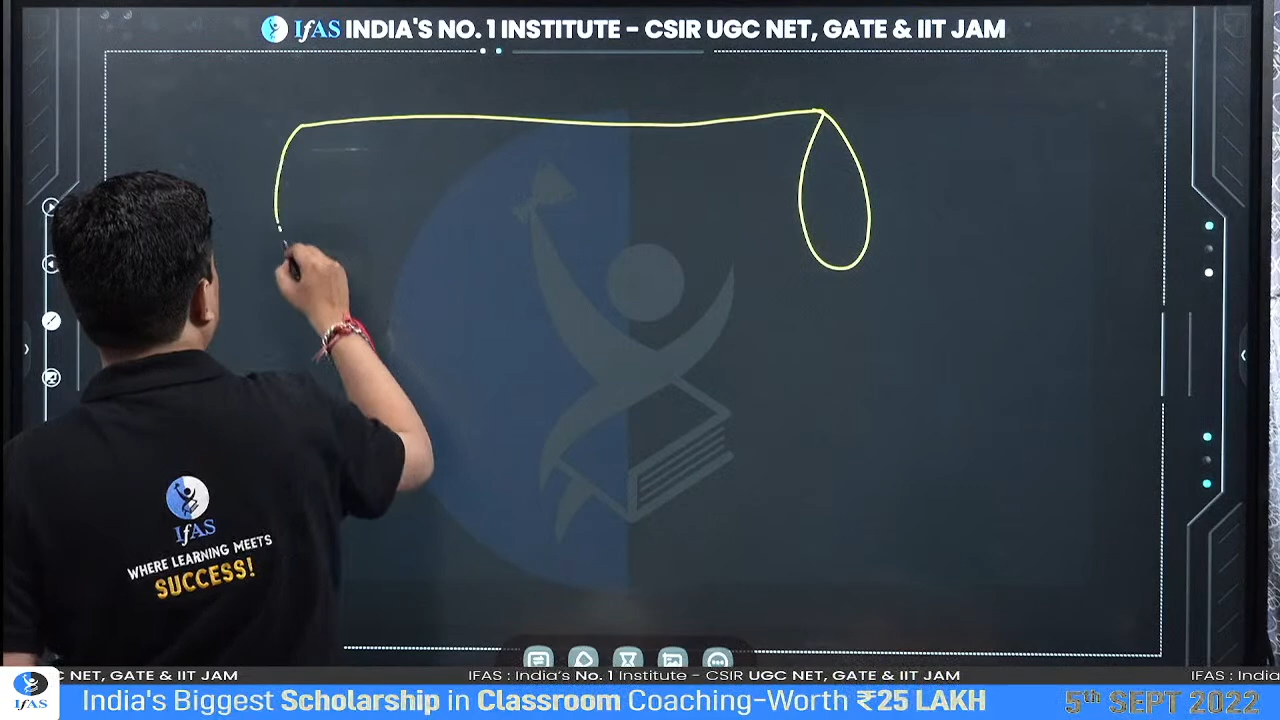 IfAS INDIA'S NO. 1 INSTITUTE - CSIR UGC NET, GATE & IIT JAM
IfAS
WHERE LEARNING MEETS
SUCCESS!
C NET, GATE & IIT JAM
IFAS : India's No. 1 Institute - CSIR UGC NET, GATE & IIT JAM
IFAS : India
IfAS
India's Biggest Scholarship in Classroom Coaching-Worth ₹25 LAKH
5th SEPT 2022